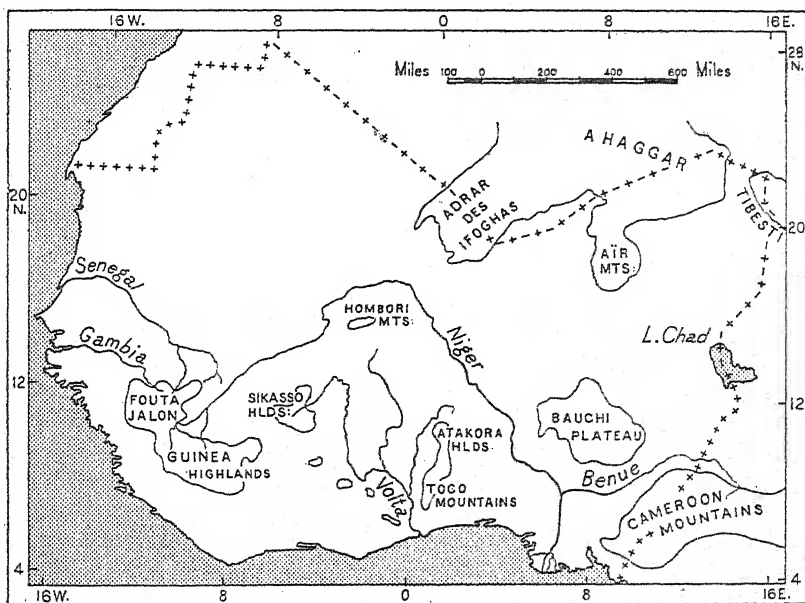 16W. 8 0 8 16E.
28
N.
Miles 100 0 200 400 600 Miles
AHAGGAR
20
N.
ADRAR
DES
IFOGHAS
TIBESTI
20
N.
AÏR
MTS:
Senegal
HOMBORI
MTS:
Niger
Gambia
L.Chad
12
FOUTA
JALON
SIKASSO
HLDS:
BAUCHI
PLATEAU
12
ATAKORA
HLDS:
GUINEA
HIGHLANDS
Benue
Volta
TOGO
MOUNTAINS
CAMEROON
MOUNTAINS
4
N.
4
N.
16W. 8 0 8 16E.